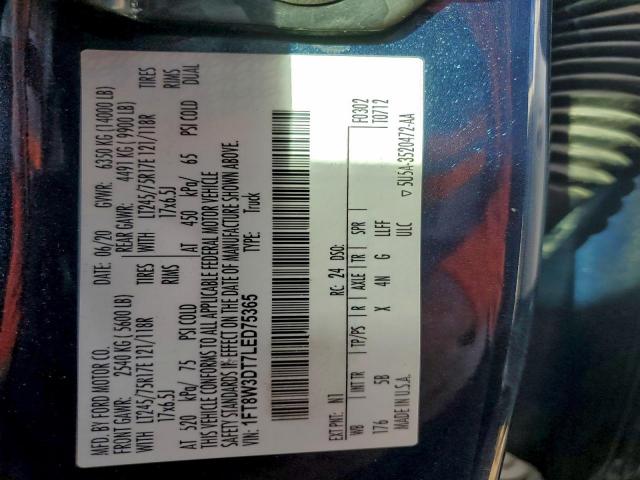 MFD. BY FORD MOTOR CO.
DATE: 06/20 GVWR: 6350 KG (14000 LB)
FRONT GAWR: 2540 KG (5600 LB) REAR GAWR: 4491 KG (9900 LB)
WITH LT245/75R17E 121/118R TIRES WITH LT245/75R17E 121/118R TIRES
17x6.5J RIMS 17x6.5J RIMS
AT 520 kPa/ 75 PSI COLD AT 450 kPa/ 65 PSI COLD DUAL
THIS VEHICLE CONFORMS TO ALL APPLICABLE FEDERAL MOTOR VEHICLE
SAFETY STANDARDS IN EFFECT ON THE DATE OF MANUFACTURE SHOWN ABOVE.
VIN: 1FT8W3DT7LED75365 TYPE: Truck
F0302
T0712
EXT PNT: N1 RC: 24 DSO:
WB INT TR TP/PS R AXLE TR SPR
176 5B X 4N G LLFF
MADE IN U.S.A. ULC
▽ 5U5A-3520472-AA